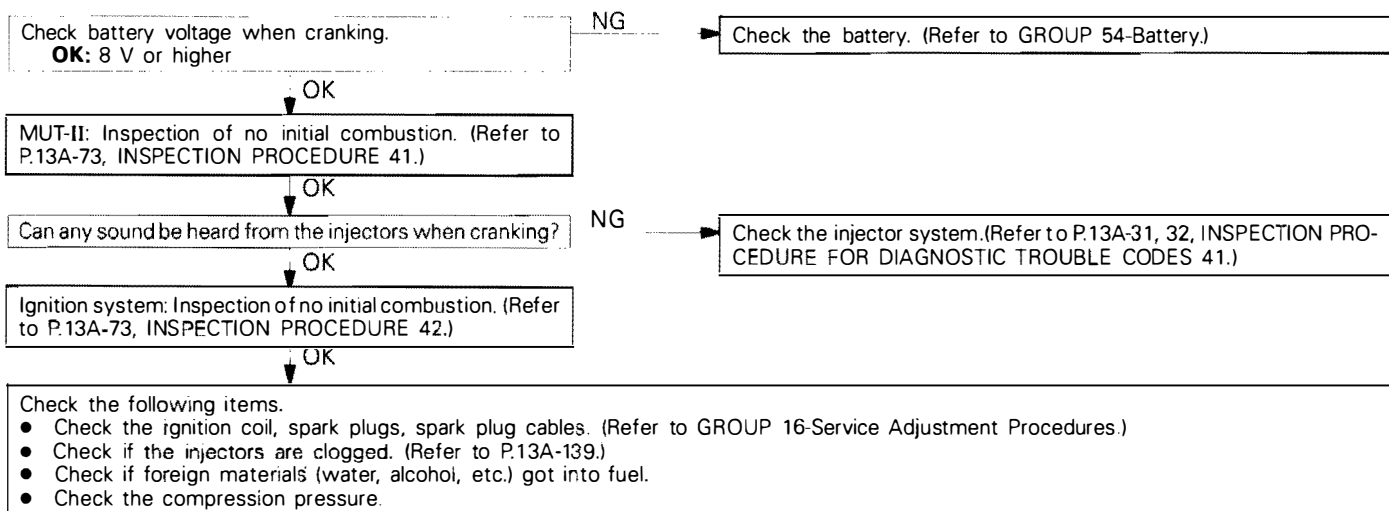 Check battery voltage when cranking.
OK: 8 V or higher
NG
Check the battery. (Refer to GROUP 54-Battery.)
OK
MUT-II: Inspection of no initial combustion. (Refer to
P.13A-73, INSPECTION PROCEDURE 41.)
OK
Can any sound be heard from the injectors when cranking?
NG
Check the injector system.(Refer to P.13A-31, 32, INSPECTION PRO-
CEDURE FOR DIAGNOSTIC TROUBLE CODES 41.)
OK
Ignition system: Inspection of no initial combustion. (Refer
to P.13A-73, INSPECTION PROCEDURE 42.)
OK
Check the following items.
● Check the ignition coil, spark plugs, spark plug cables. (Refer to GROUP 16-Service Adjustment Procedures.)
● Check if the injectors are clogged. (Refer to P.13A-139.)
● Check if foreign materials (water, alcohol, etc.) got into fuel.
● Check the compression pressure.